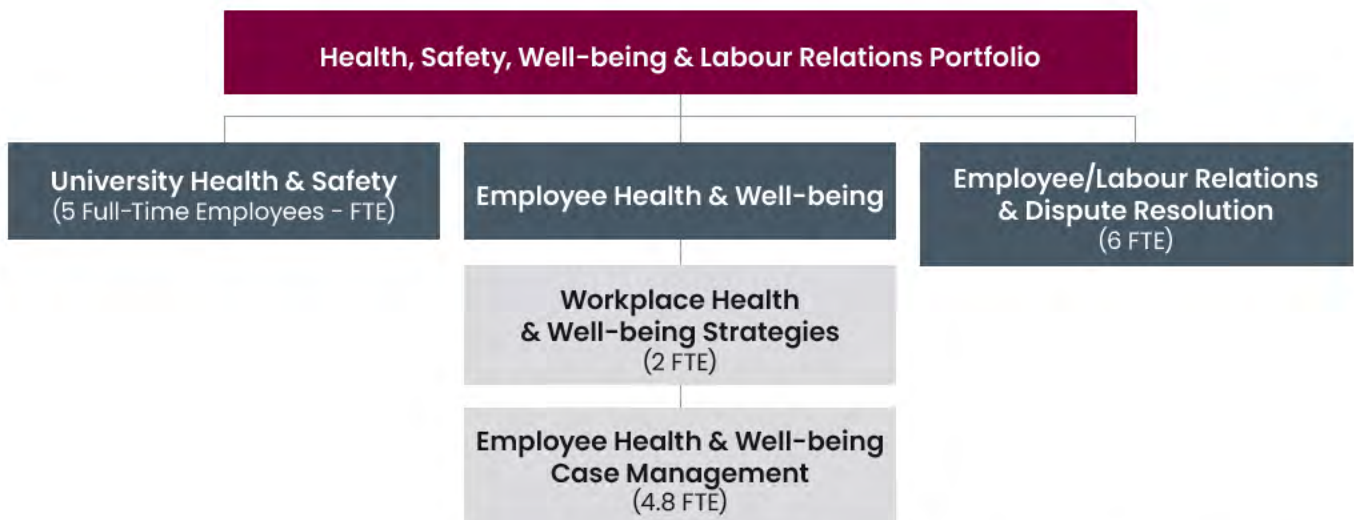 Health, Safety, Well-being & Labour Relations Portfolio
University Health & Safety
(5 Full-Time Employees - FTE)
Employee Health & Well-being
Employee/Labour Relations
& Dispute Resolution
(6 FTE)
Workplace Health
& Well-being Strategies
(2 FTE)
Employee Health & Well-being
Case Management
(4.8 FTE)